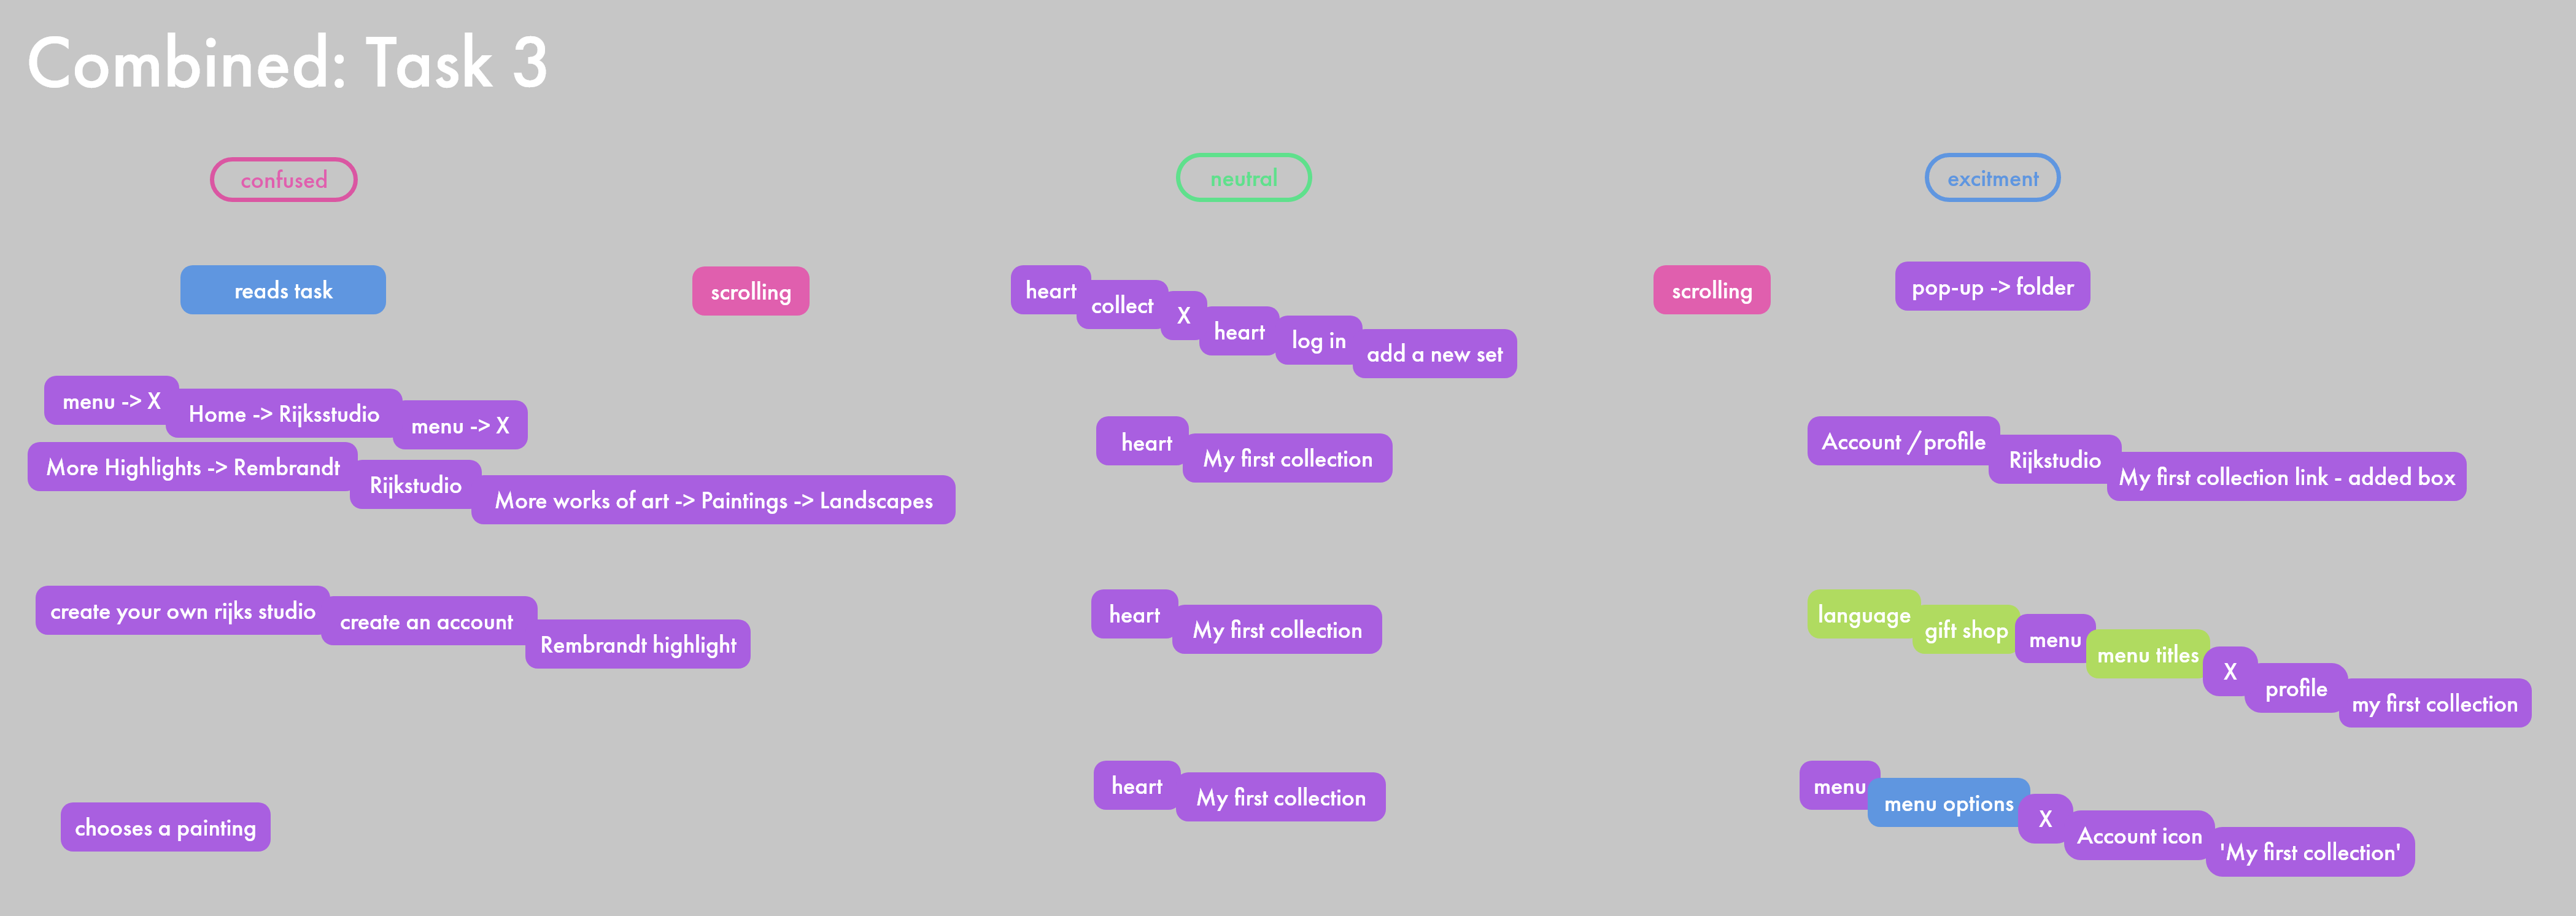 Combined: Task 3
confused
neutral
excitment
reads task
scrolling
heart
collect
X
heart
log in
add a new set
scrolling
pop-up -> folder
menu -> X
Home -> Rijksstudio
menu -> X
More Highlights -> Rembrandt
Rijkstudio
More works of art -> Paintings -> Landscapes
heart
My first collection
Account /profile
Rijkstudio
My first collection link - added box
create your own rijks studio
create an account
Rembrandt highlight
heart
My first collection
language
gift shop
menu
menu titles
X
profile
my first collection
chooses a painting
heart
My first collection
menu
menu options
X
Account icon
'My first collection'